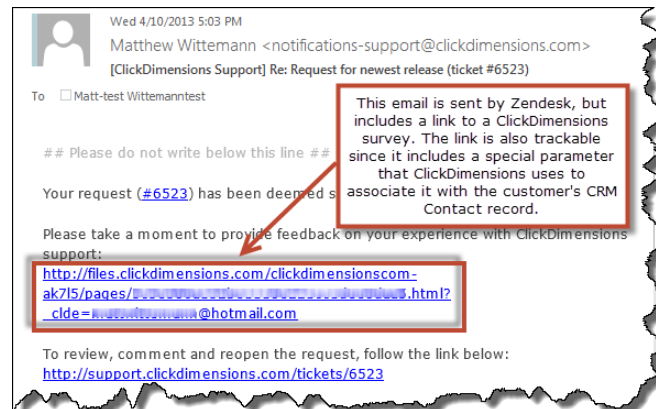 Wed 4/10/2013 5:03 PM
Matthew Wittemann <notifications-support@clickdimensions.com>
[ClickDimensions Support] Re: Request for newest release (ticket #6523)
To Matt-test Wittemanntest
This email is sent by Zendesk, but
includes a link to a ClickDimensions
survey. The link is also trackable
since it includes a special parameter
that ClickDimensions uses to
associate it with the customer's CRM
Contact record.
## Please do not write below this line ##
Your request (#6523) has been deemed s
Please take a moment to provide feedback on your experience with ClickDimensions
support:
http://files.clickdimensions.com/clickdimensionscom-
ak7l5/pages/ .html?
_clde= @hotmail.com
To review, comment and reopen the request, follow the link below:
http://support.clickdimensions.com/tickets/6523